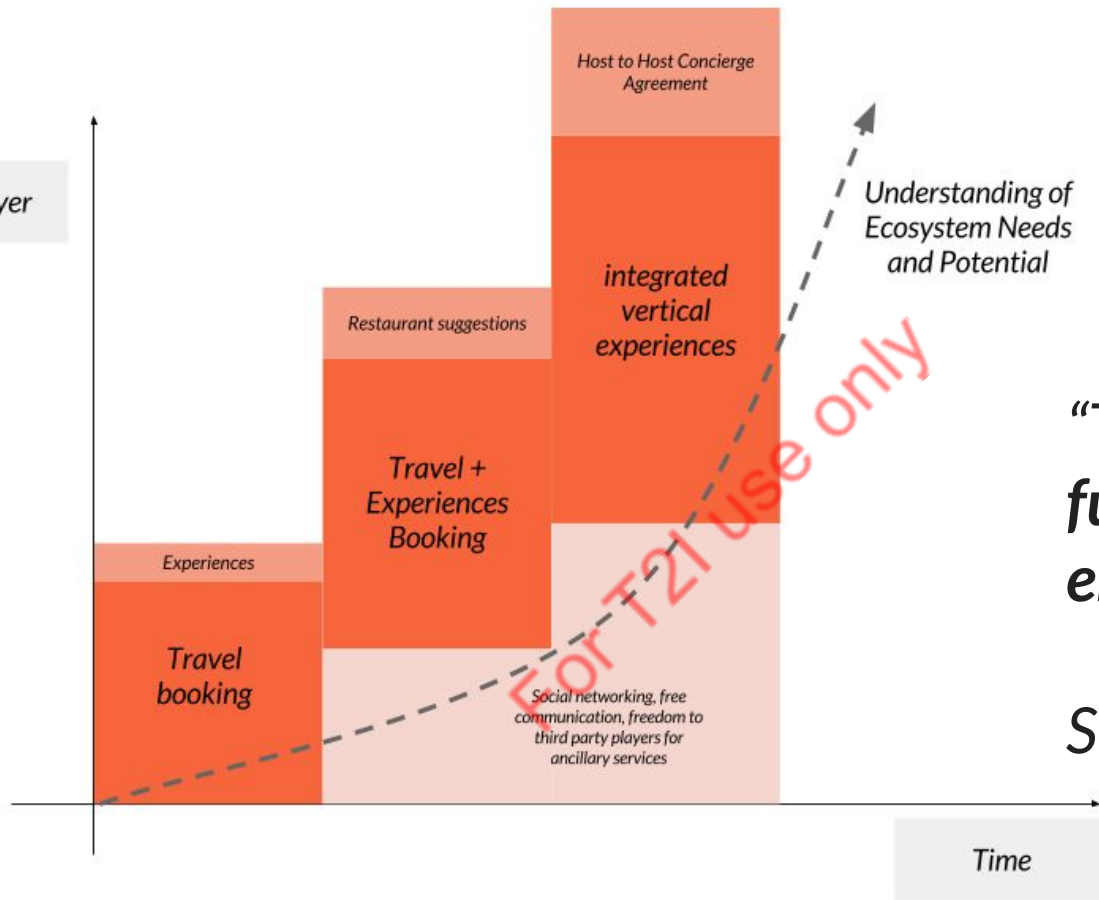 Host to Host Concierge
Agreement
Understanding of
Ecosystem Needs
and Potential
integrated
vertical
experiences
Restaurant suggestions
Travel +
Experiences
Booking
Experiences
Travel
booking
Social networking, free
communication, freedom to
third party players for
ancillary services
For T2I use only
Time